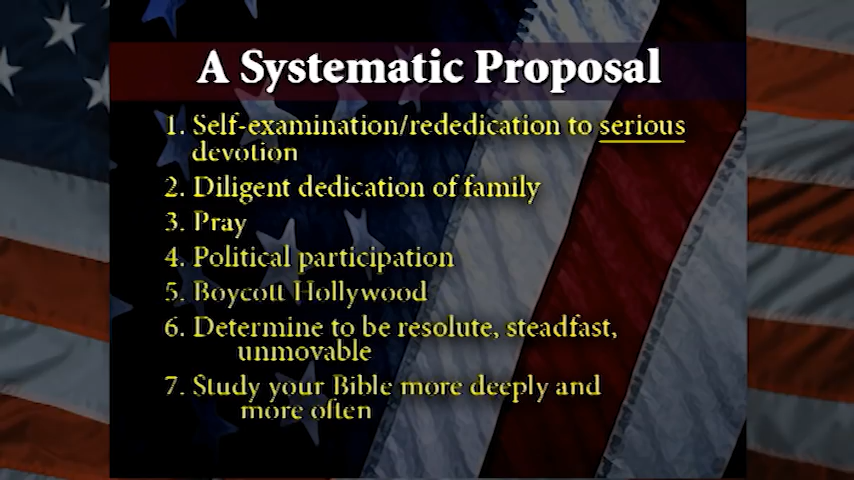 A Systematic Proposal
1. Self-examination/rededication to serious
devotion
2. Diligent dedication of family
3. Pray
4. Political participation
5. Boycott Hollywood
6. Determine to be resolute, steadfast,
unmovable
7. Study your Bible more deeply and
more often